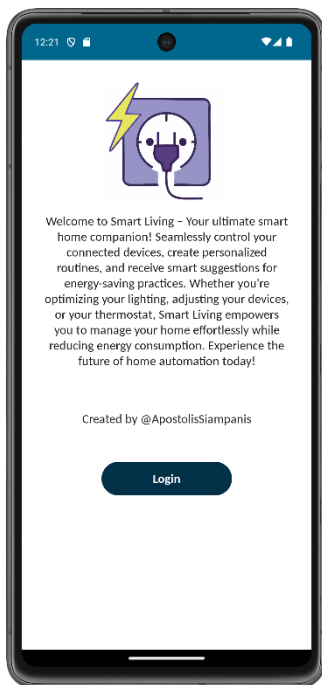 12:21
Welcome to Smart Living – Your ultimate smart
home companion! Seamlessly control your
connected devices, create personalized
routines, and receive smart suggestions for
energy-saving practices. Whether you're
optimizing your lighting, adjusting your devices,
or your thermostat, Smart Living empowers
you to manage your home effortlessly while
reducing energy consumption. Experience the
future of home automation today!
Created by @ApostolisSiampanis
Login